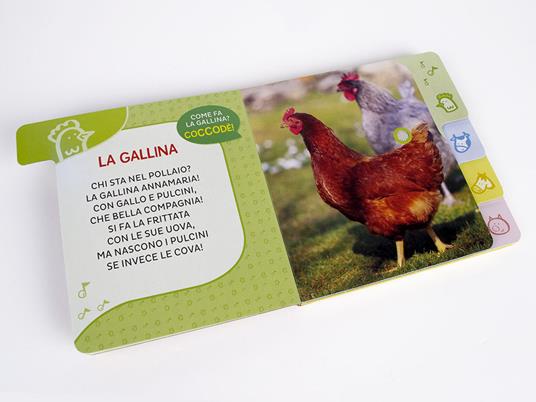 COME FA
LA GALLINA?
COCCODÈ!
LA GALLINA
CHI STA NEL POLLAIO?
LA GALLINA ANNAMARIA!
CON GALLO E PULCINI,
CHE BELLA COMPAGNIA!
SI FA LA FRITTATA
CON LE SUE UOVA,
MA NASCONO I PULCINI
SE INVECE LE COVA!